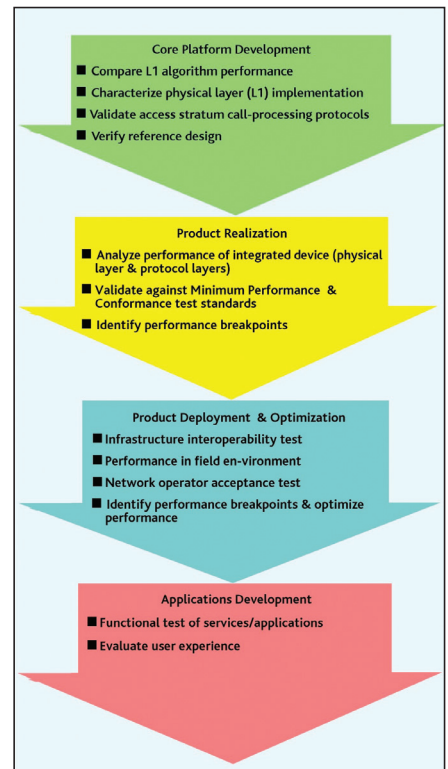 Core Platform Development
■ Compare L1 algorithm performance
■ Characterize physical layer (L1) implementation
■ Validate access stratum call-processing protocols
■ Verify reference design
Product Realization
■ Analyze performance of integrated device (physical
layer & protocol layers)
■ Validate against Minimum Performance & 
Conformance test standards
■ Identify performance breakpoints
Product Deployment & Optimization
■ Infrastructure interoperability test
■ Performance in field en-vironment
■ Network operator acceptance test
■ Identify performance breakpoints & optimize
performance
Applications Development
■ Functional test of services/applications
■ Evaluate user experience